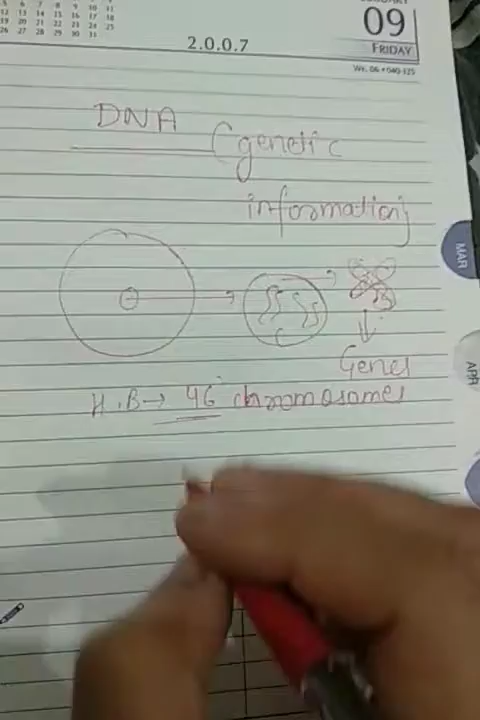 2.0.0.7
09
FRIDAY
DNA
(genetic
information)
Genes
H.B→ 46 chromosomes
MAR
APR